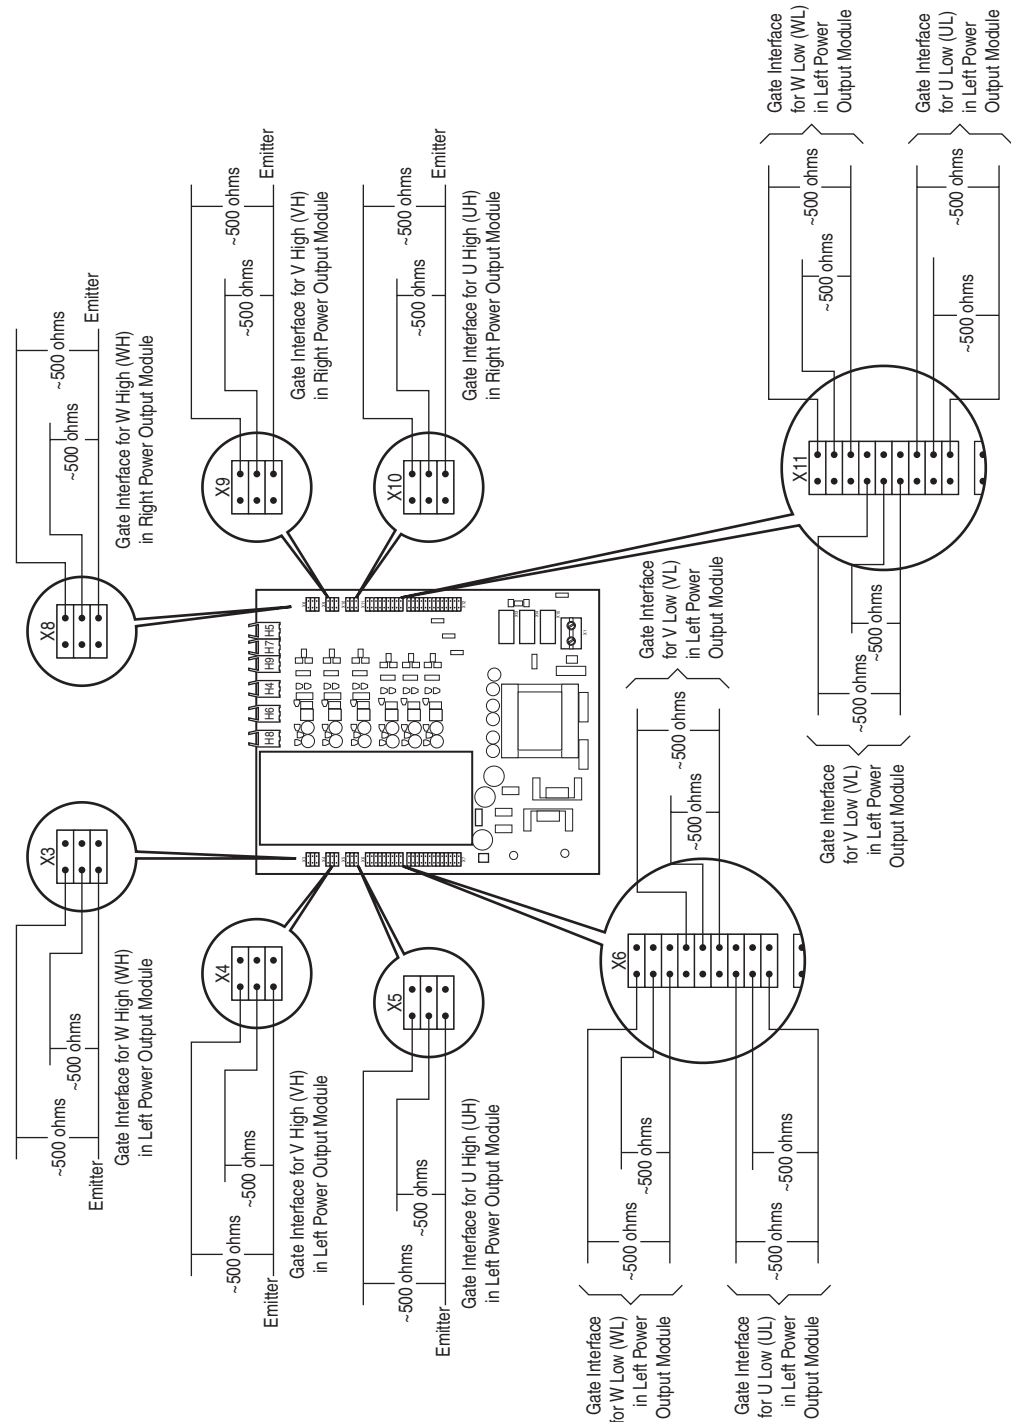 ~500 ohms
~500 ohms
Emitter
Gate Interface for W High (WH)
in Left Power Output Module
X3
X8
~500 ohms
~500 ohms
Emitter
Gate Interface for W High (WH)
in Right Power Output Module
~500 ohms
~500 ohms
Emitter
Gate Interface for V High (VH)
in Left Power Output Module
X4
H8
H6
H4
H9
H7
H5
X9
~500 ohms
~500 ohms
Emitter
Gate Interface for V High (VH)
in Right Power Output Module
~500 ohms
~500 ohms
Emitter
Gate Interface for U High (UH)
in Left Power Output Module
X5
X10
~500 ohms
~500 ohms
Emitter
Gate Interface for U High (UH)
in Right Power Output Module
Gate Interface
for W Low (WL)
in Left Power
Output Module
~500 ohms
~500 ohms
X6
~500 ohms
~500 ohms
Gate Interface
for V Low (VL)
in Left Power
Output Module
Gate Interface
for U Low (UL)
in Left Power
Output Module
~500 ohms
~500 ohms
Gate Interface
for V Low (VL)
in Left Power
Output Module
~500 ohms
~500 ohms
X11
~500 ohms
~500 ohms
Gate Interface
for W Low (WL)
in Left Power
Output Module
~500 ohms
~500 ohms
Gate Interface
for U Low (UL)
in Left Power
Output Module